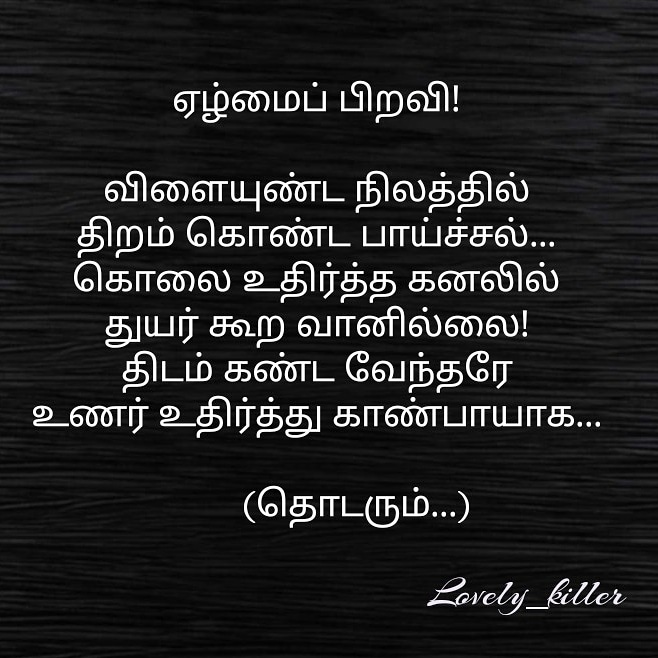 ஏழ்மைப் பிறவி!
விளையுண்ட நிலத்தில்
திறம் கொண்ட பாய்ச்சல்...
கொலை உதிர்த்த கனலில்
துயர் கூற வானில்லை!
திடம் கண்ட வேந்தரே
உணர் உதிர்த்து காண்பாயாக...
(தொடரும்...)
Lovely_killer